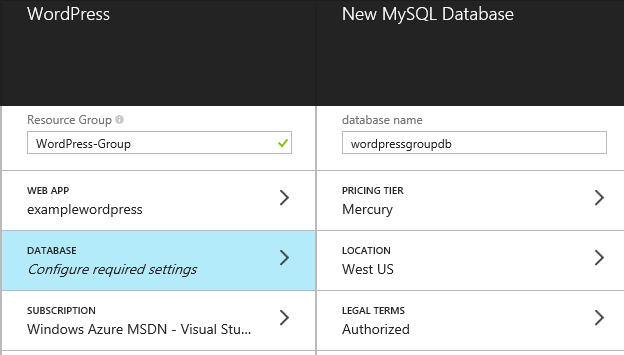 WordPress
Resource Group
WordPress-Group
WEB APP
examplewordpress
DATABASE
Configure required settings
SUBSCRIPTION
Windows Azure MSDN - Visual Stu...
New MySQL Database
database name
wordpressgroupdb
PRICING TIER
Mercury
LOCATION
West US
LEGAL TERMS
Authorized